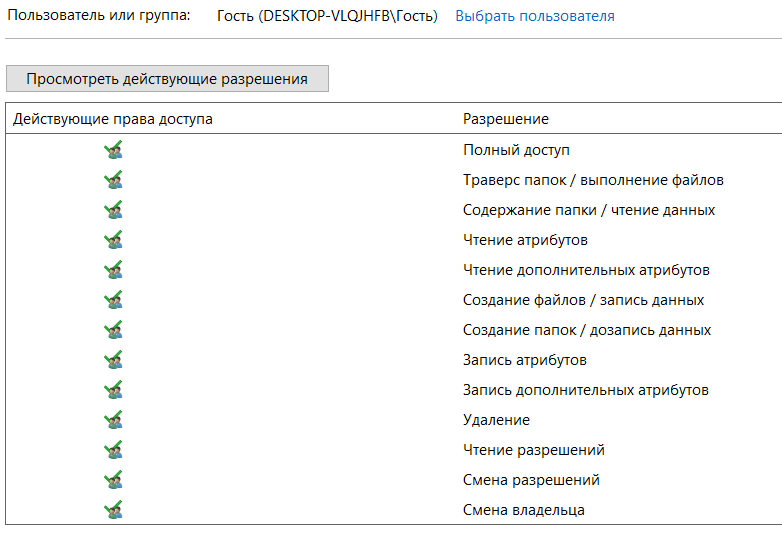 Пользователь или группа: Гость (DESKTOP-VLQJHFB\Гость) Выбрать пользователя
Просмотреть действующие разрешения
Действующие права доступа Разрешение
Полный доступ
Траверс папок / выполнение файлов
Содержание папки / чтение данных
Чтение атрибутов
Чтение дополнительных атрибутов
Создание файлов / запись данных
Создание папок / дозапись данных
Запись атрибутов
Запись дополнительных атрибутов
Удаление
Чтение разрешений
Смена разрешений
Смена владельца